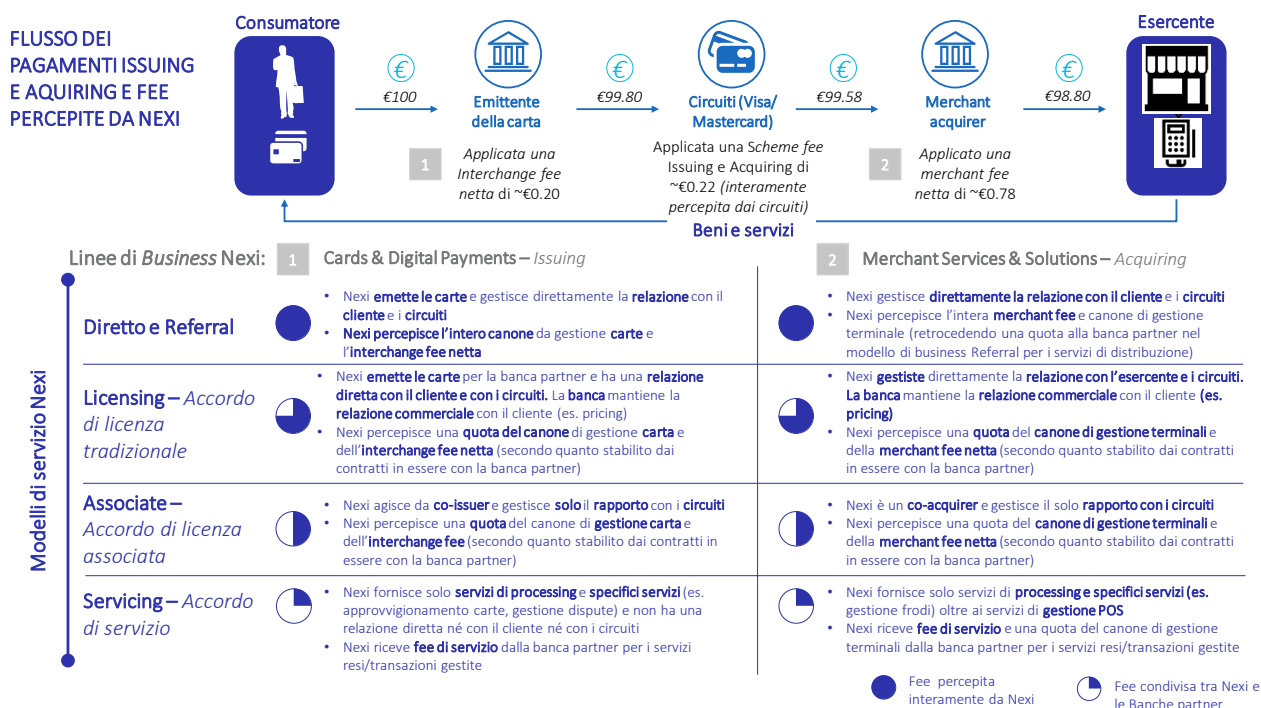 FLUSSO DEI
PAGAMENTI ISSUING
E AQUIRING E FEE
PERCEPITE DA NEXI
Consumatore
€
€100
Emittente
della carta
1
Applicata una
Interchange fee
netta di ~€0.20
€
€99.80
Circuiti (Visa/
Mastercard)
Applicata una Scheme fee
Issuing e Acquiring di
~€0.22 (interamente
percepita dai circuiti)
€
€99.58
Merchant
acquirer
2
Applicato una
merchant fee
netta di ~€0.78
€
€98.80
Esercente
Beni e servizi
Linee di Business Nexi:
1
Cards & Digital Payments – Issuing
2
Merchant Services & Solutions – Acquiring
Modelli di servizio Nexi
Diretto e Referral
• Nexi emette le carte e gestisce direttamente la relazione con il
cliente e i circuiti
• Nexi percepisce l'intero canone da gestione carte e
l'interchange fee netta
• Nexi gestisce direttamente la relazione con il cliente e i circuiti
• Nexi percepisce l'intera merchant fee e canone di gestione
terminale (retrocedendo una quota alla banca partner nel
modello di business Referral per i servizi di distribuzione)
Licensing – Accordo
di licenza
tradizionale
• Nexi emette le carte per la banca partner e ha una relazione
diretta con il cliente e con i circuiti. La banca mantiene la
relazione commerciale con il cliente (es. pricing)
• Nexi percepisce una quota del canone di gestione carta e
dell'interchange fee netta (secondo quanto stabilito dai
contratti in essere con la banca partner)
• Nexi gestiste direttamente la relazione con l'esercente e i circuiti.
La banca mantiene la relazione commerciale con il cliente (es.
pricing)
• Nexi percepisce una quota del canone di gestione terminali e
della merchant fee netta (secondo quanto stabilito dai contratti
in essere con la banca partner)
Associate –
Accordo di licenza
associata
• Nexi agisce da co-issuer e gestisce solo il rapporto con i circuiti
• Nexi percepisce una quota del canone di gestione carta e
dell'interchange fee (secondo quanto stabilito dai contratti in
essere con la banca partner)
• Nexi è un co-acquirer e gestisce il solo rapporto con i circuiti
• Nexi percepisce una quota del canone di gestione terminali e
della merchant fee netta (secondo quanto stabilito dai contratti
in essere con la banca partner)
Servicing – Accordo
di servizio
• Nexi fornisce solo servizi di processing e specifici servizi (es.
approvvigionamento carte, gestione dispute) e non ha una
relazione diretta né con il cliente né con i circuiti
• Nexi riceve fee di servizio dalla banca partner per i servizi
resi/transazioni gestite
• Nexi fornisce solo servizi di processing e specifici servizi (es.
gestione frodi) oltre ai servizi di gestione POS
• Nexi riceve fee di servizio e una quota del canone di gestione
terminali dalla banca partner per i servizi resi/transazioni gestite
Fee percepita
interamente da Nexi
Fee condivisa tra Nexi e
le Banche partner